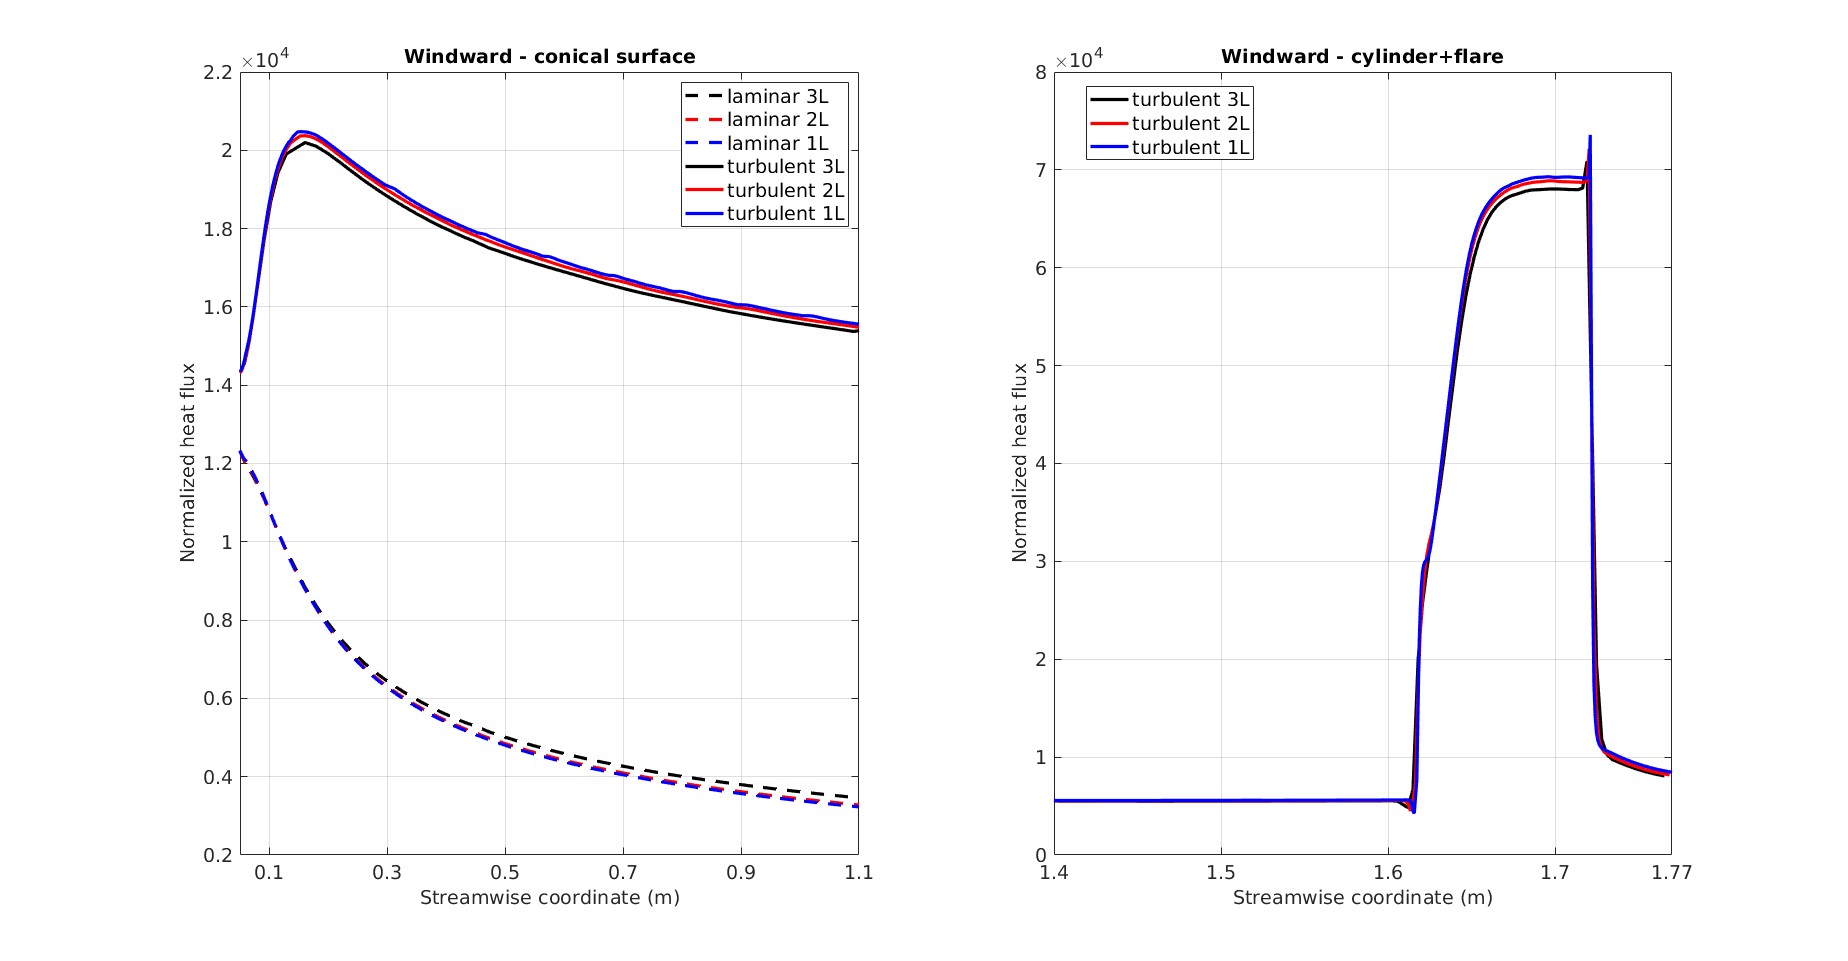 Windward - conical surface
×10⁴
2.2
2
1.8
1.6
1.4
1.2
1
0.8
0.6
0.4
0.2
Normalized heat flux
laminar 3L
laminar 2L
laminar 1L
turbulent 3L
turbulent 2L
turbulent 1L
0.1 0.3 0.5 0.7 0.9 1.1
Streamwise coordinate (m)
Windward - cylinder+flare
×10⁴
8
7
6
5
4
3
2
1
0
Normalized heat flux
turbulent 3L
turbulent 2L
turbulent 1L
1.4 1.5 1.6 1.7 1.77
Streamwise coordinate (m)